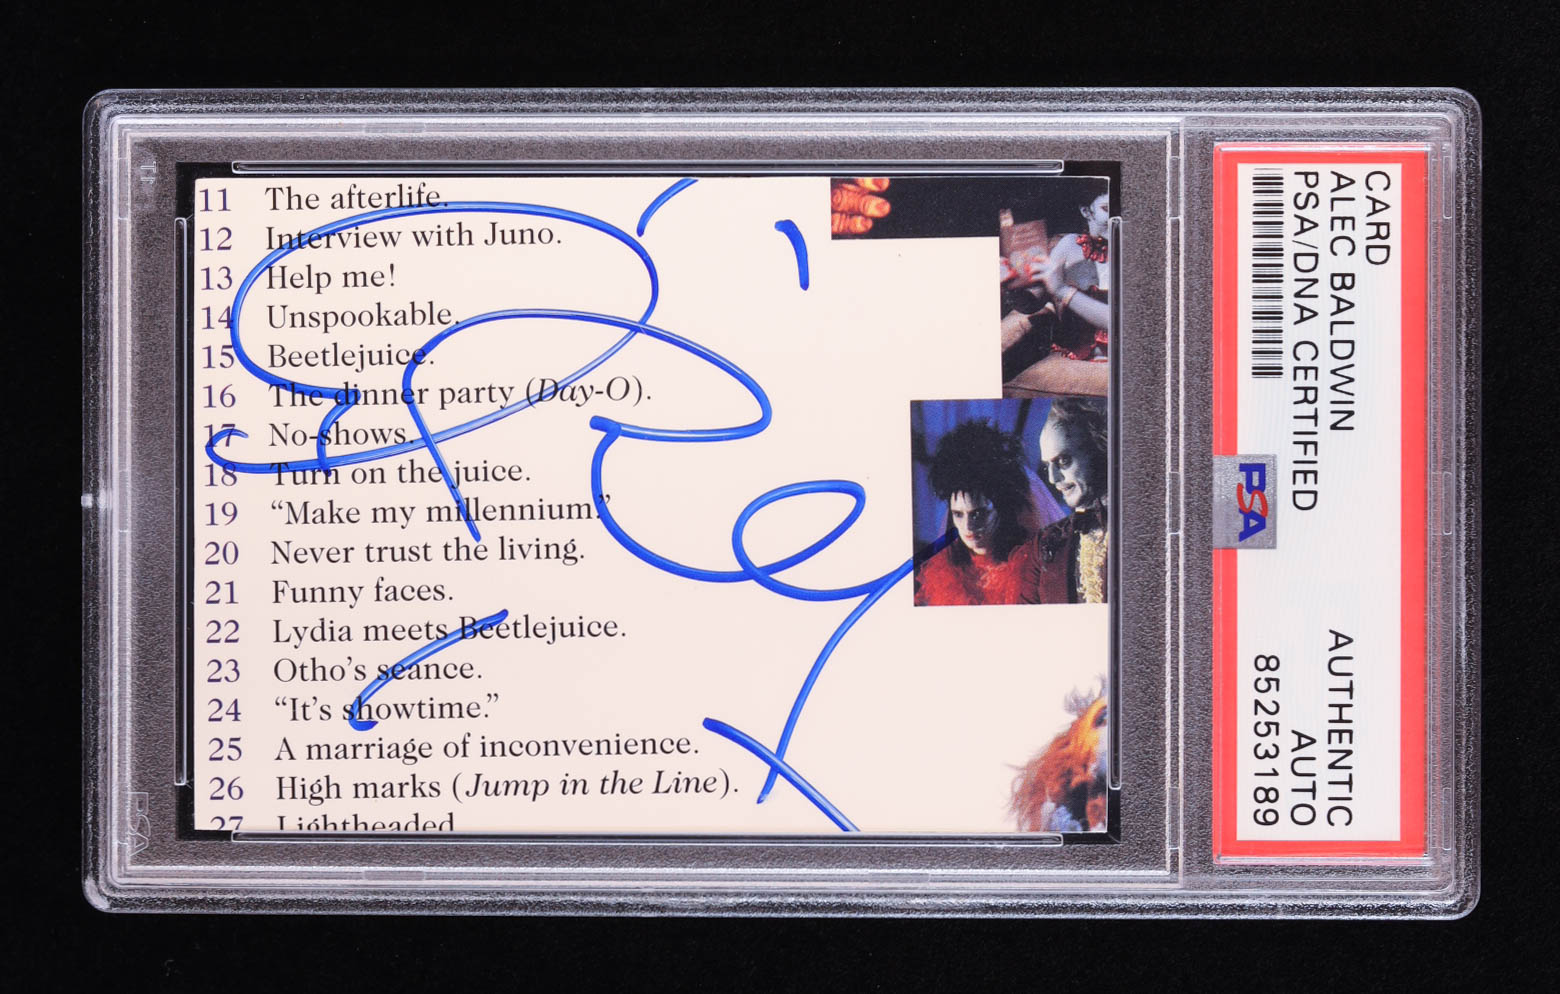 11 The afterlife.
12 Interview with Juno.
13 Help me!
14 Unspookable.
15 Beetlejuice.
16 The dinner party (Day-O).
17 No-shows.
18 Turn on the juice.
19 “Make my millennium.”
20 Never trust the living.
21 Funny faces.
22 Lydia meets Beetlejuice.
23 Otho’s seance.
24 “It’s showtime.”
25 A marriage of inconvenience.
26 High marks (Jump in the Line).
27 Lightheaded
CARD
ALEC BALDWIN
PSA/DNA CERTIFIED
AUTHENTIC
AUTO
85253189
PSA
PSA